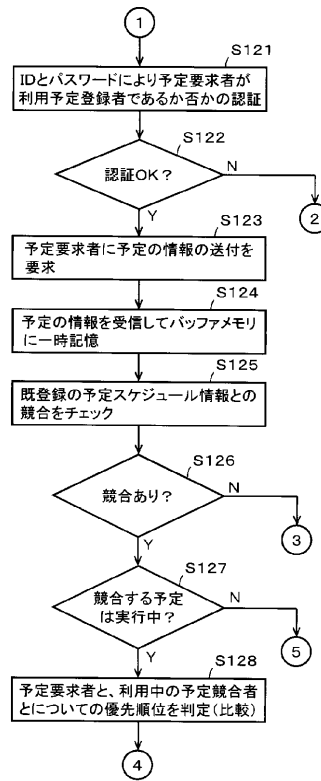 1
S121
IDとパスワードにより予定要求者が
利用予定登録者であるか否かの認証
S122
認証OK？
N
2
Y
S123
予定要求者に予定の情報の送付を
要求
S124
予定の情報を受信してバッファメモリ
に一時記憶
S125
既登録の予定スケジュール情報との
競合をチェック
S126
競合あり？
N
3
Y
S127
競合する予定
は実行中？
N
5
Y
S128
予定要求者と、利用中の予定競合者
とについての優先順位を判定(比較)
4